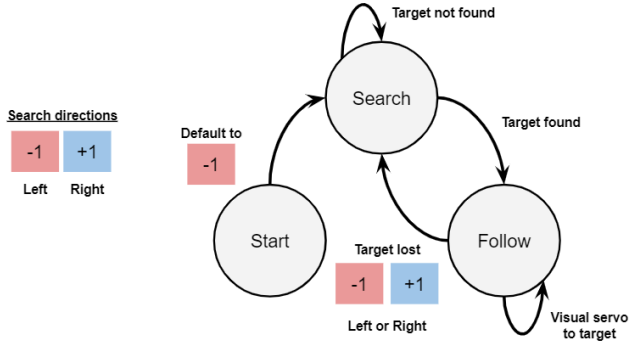 Target not found
Search
Search directions
-1 +1
Left Right
Default to
-1
Target found
Start
Follow
Target lost
-1 +1
Left or Right
Visual servo
to target